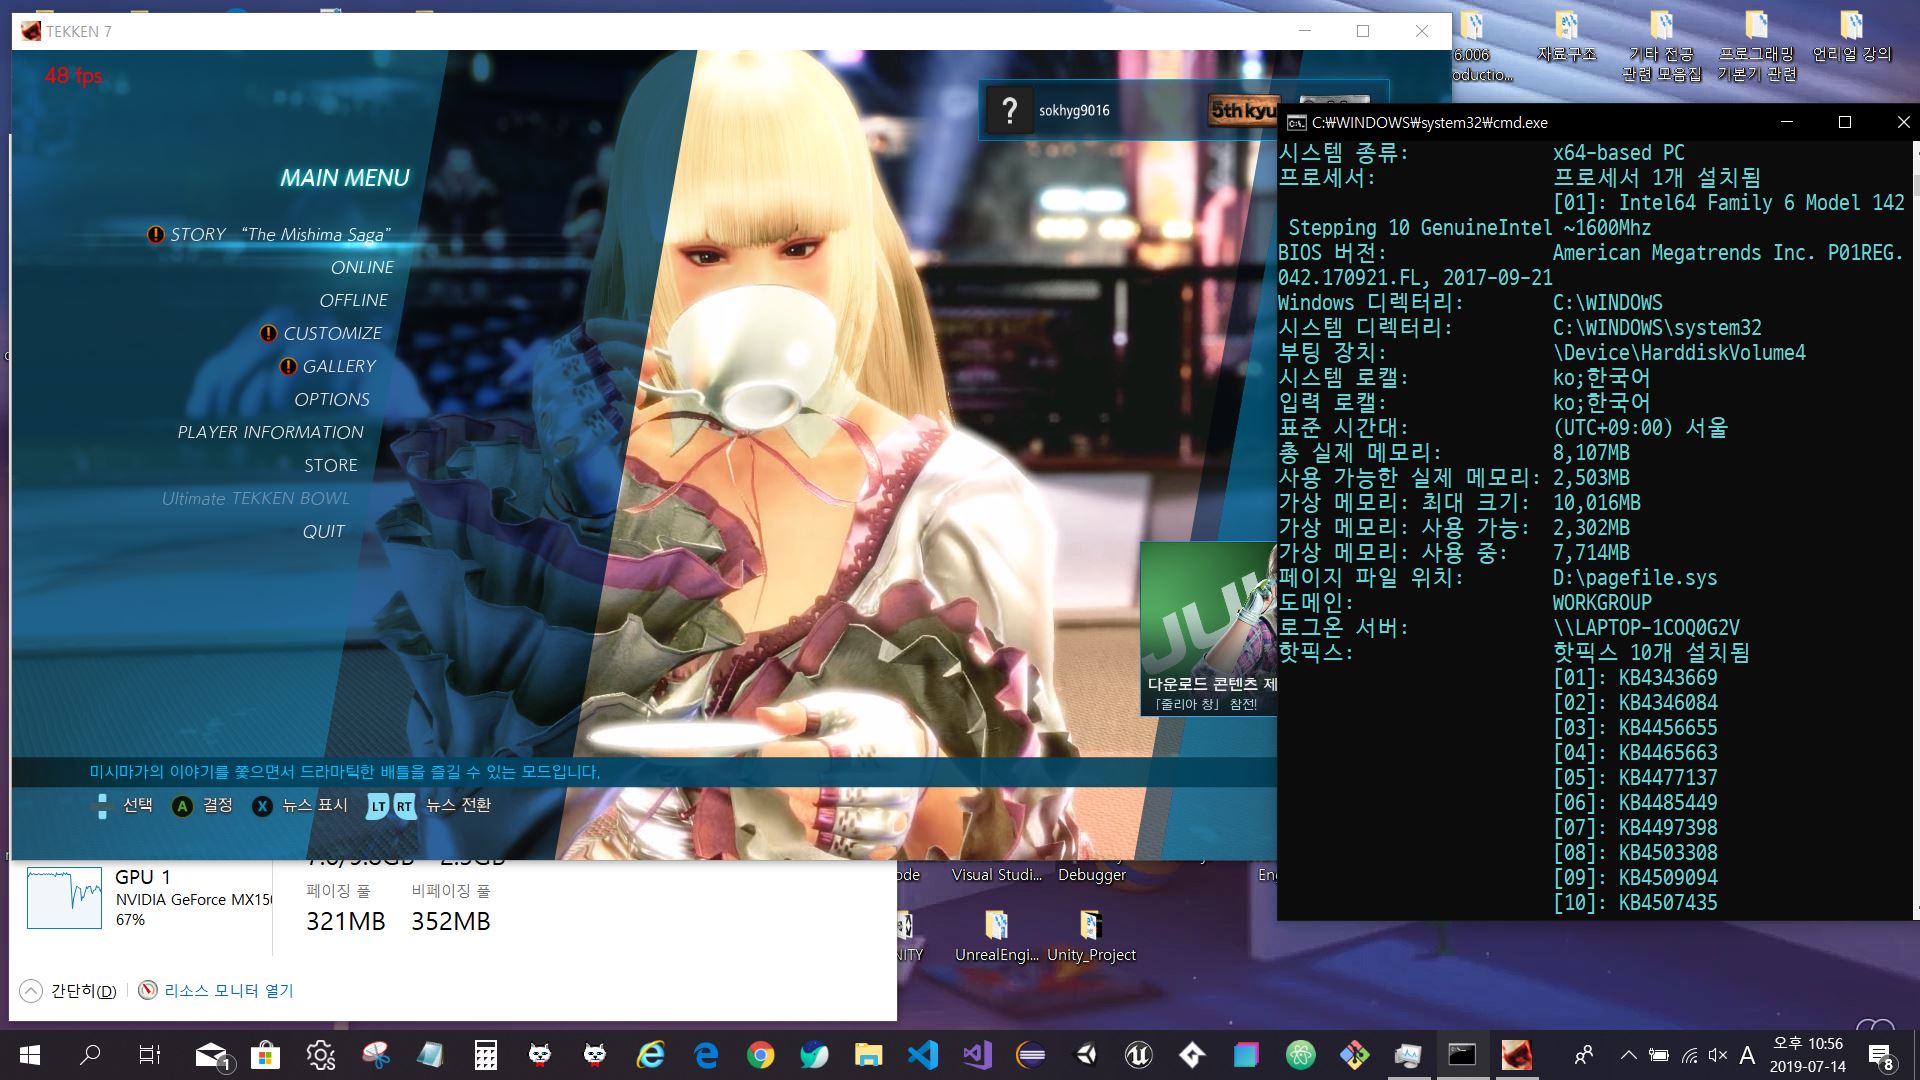 TEKKEN 7
48 fps
sokhyg9016
5th kyu
MAIN MENU
STORY “The Mishima Saga”
ONLINE
OFFLINE
CUSTOMIZE
GALLERY
OPTIONS
PLAYER INFORMATION
STORE
Ultimate TEKKEN BOWL
QUIT
다운로드 콘텐츠 제
「줄리아 창」 참전!
미시마가의 이야기를 쫓으면서 드라마틱한 배틀을 즐길 수 있는 모드입니다.
선택 A 결정 X 뉴스 표시 LT RT 뉴스 전환
6.006
oductio...
자료구조
기타 전공
관련 모음집
프로그래밍
기본기 관련
언리얼 강의
C:₩WINDOWS₩system32₩cmd.exe
시스템 종류: x64-based PC
프로세서: 프로세서 1개 설치됨
[01]: Intel64 Family 6 Model 142
Stepping 10 GenuineIntel ~1600Mhz
BIOS 버전: American Megatrends Inc. P01REG.
042.170921.FL, 2017-09-21
Windows 디렉터리: C:\WINDOWS
시스템 디렉터리: C:\WINDOWS\system32
부팅 장치: \Device\HarddiskVolume4
시스템 로캘: ko;한국어
입력 로캘: ko;한국어
표준 시간대: (UTC+09:00) 서울
총 실제 메모리: 8,107MB
사용 가능한 실제 메모리: 2,503MB
가상 메모리: 최대 크기: 10,016MB
가상 메모리: 사용 가능: 2,302MB
가상 메모리: 사용 중: 7,714MB
페이지 파일 위치: D:\pagefile.sys
도메인: WORKGROUP
로그온 서버: \\LAPTOP-1COQ0G2V
핫픽스: 핫픽스 10개 설치됨
[01]: KB4343669
[02]: KB4346084
[03]: KB4456655
[04]: KB4465663
[05]: KB4477137
[06]: KB4485449
[07]: KB4497398
[08]: KB4503308
[09]: KB4509094
[10]: KB4507435
GPU 1
NVIDIA GeForce MX150
67%
페이징 풀 비페이징 풀
321MB 352MB
간단히(D) 리소스 모니터 열기
ode
Visual Studi...
Debugger
NITY
UnrealEngi...
Unity_Project
오후 10:56
2019-07-14
A
1
8